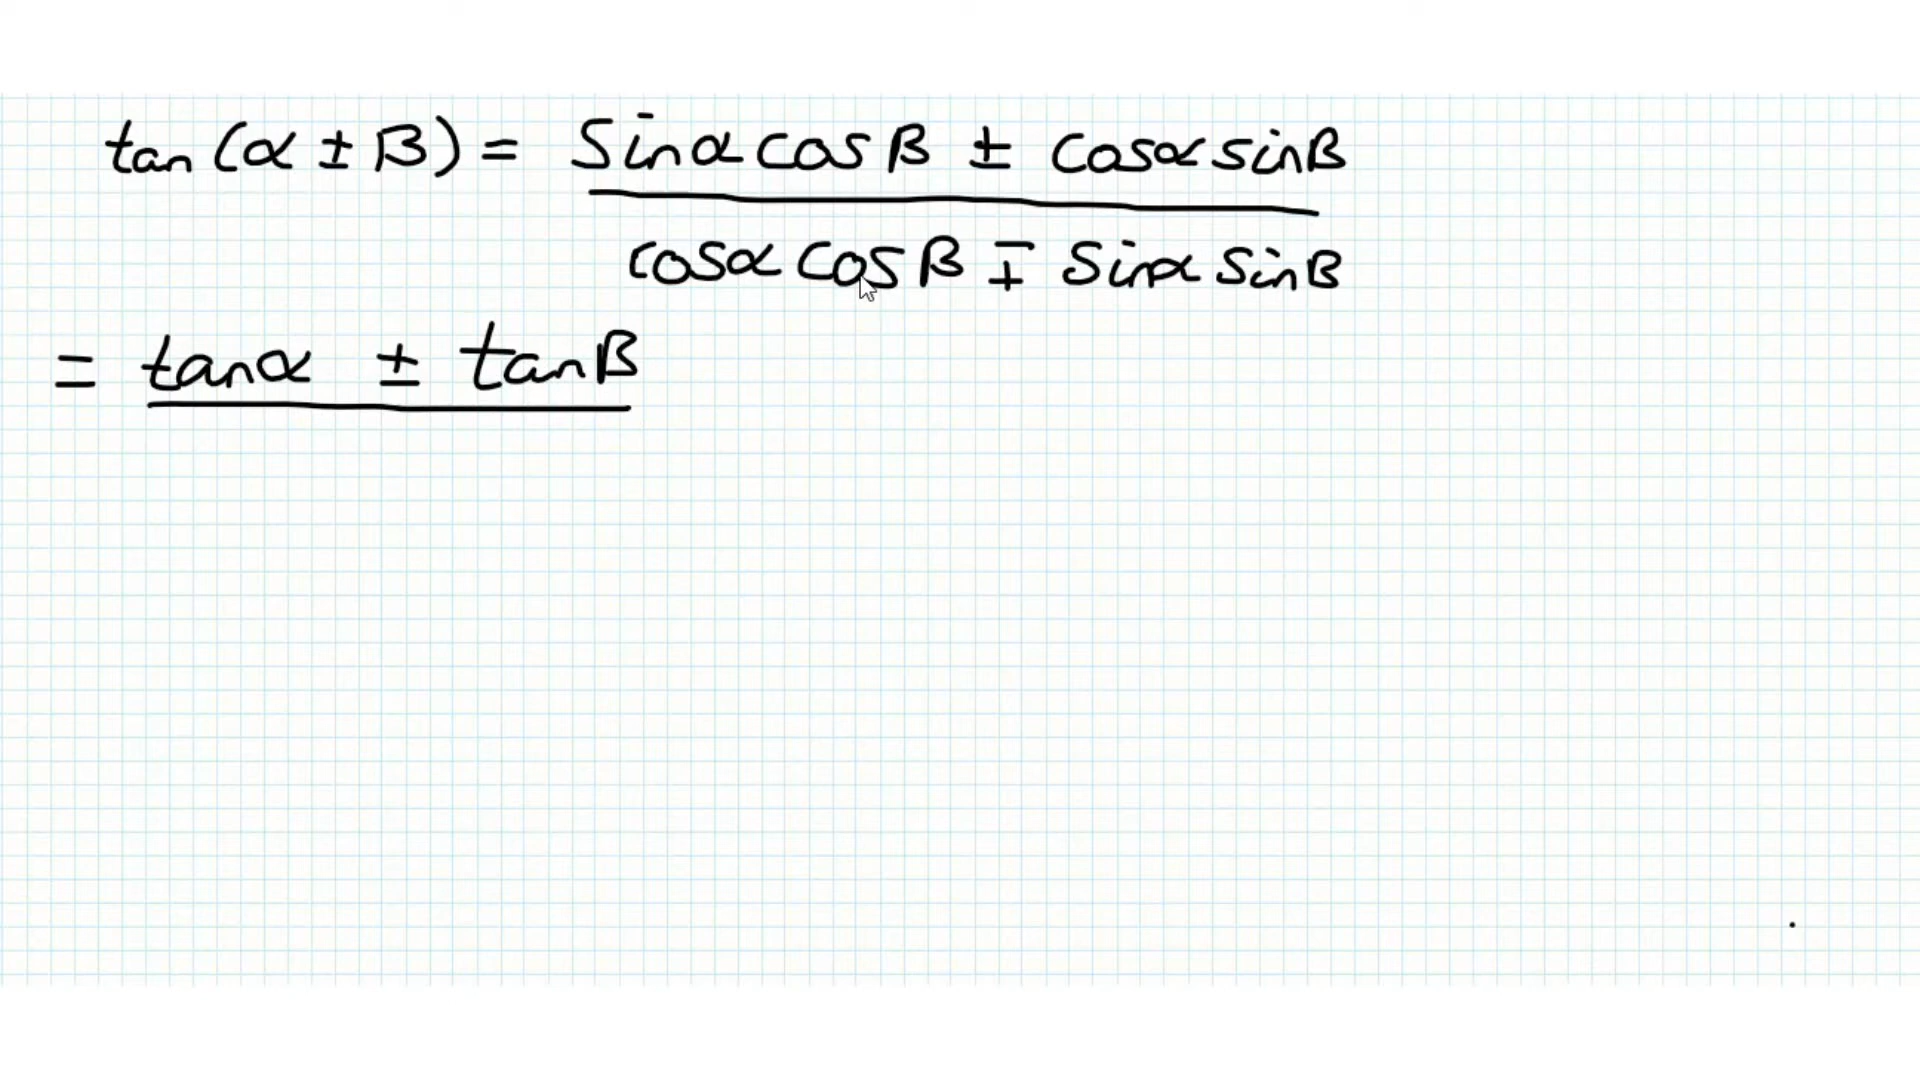 tan(α ± β) = sinα cosβ ± cosα sinβ
cosα cosβ ∓ sinα sinβ
= tanα ± tanβ